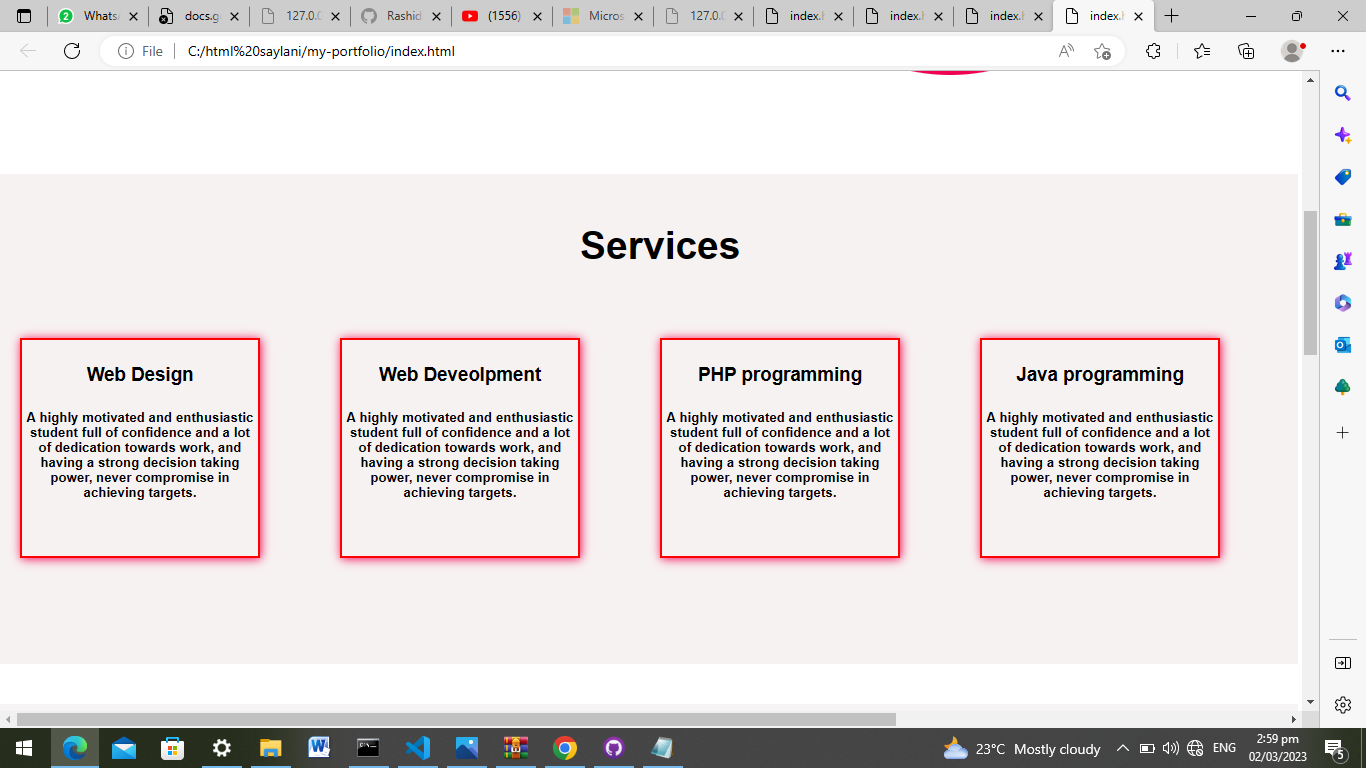 2
Whats
docs.g
127.0.0
Rashid
(1556)
Micros
127.0.0
index.h
index.h
index.h
index.h
File
C:/html%20saylani/my-portfolio/index.html
Services
Web Design
A highly motivated and enthusiastic
student full of confidence and a lot
of dedication towards work, and
having a strong decision taking
power, never compromise in
achieving targets.
Web Deveolpment
A highly motivated and enthusiastic
student full of confidence and a lot
of dedication towards work, and
having a strong decision taking
power, never compromise in
achieving targets.
PHP programming
A highly motivated and enthusiastic
student full of confidence and a lot
of dedication towards work, and
having a strong decision taking
power, never compromise in
achieving targets.
Java programming
A highly motivated and enthusiastic
student full of confidence and a lot
of dedication towards work, and
having a strong decision taking
power, never compromise in
achieving targets.
23°C Mostly cloudy
ENG
2:59 pm
02/03/2023
5